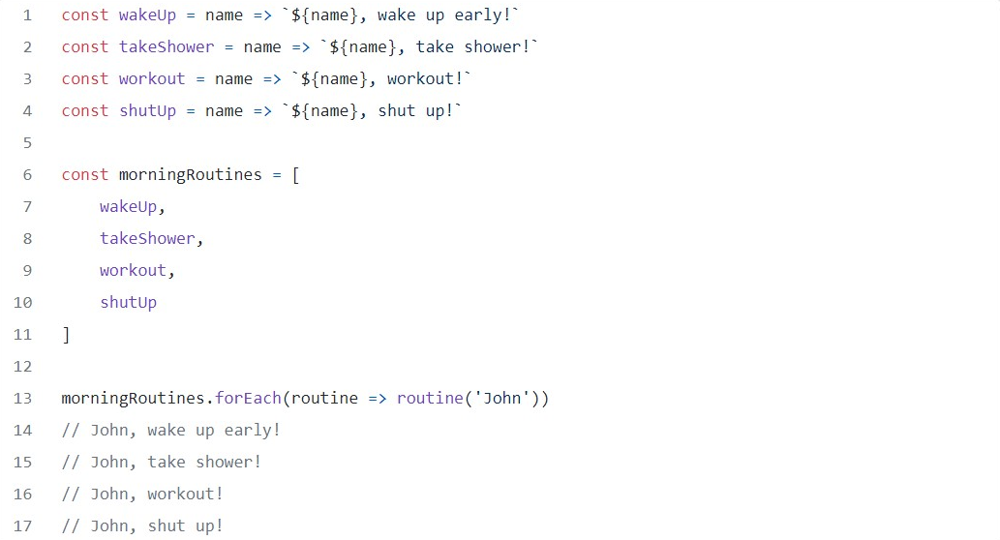 1 const wakeUp = name => `${name}, wake up early!`
2 const takeShower = name => `${name}, take shower!`
3 const workout = name => `${name}, workout!`
4 const shutUp = name => `${name}, shut up!`
5
6 const morningRoutines = [
7     wakeUp,
8     takeShower,
9     workout,
10     shutUp
11 ]
12
13 morningRoutines.forEach(routine => routine('John'))
14 // John, wake up early!
15 // John, take shower!
16 // John, workout!
17 // John, shut up!